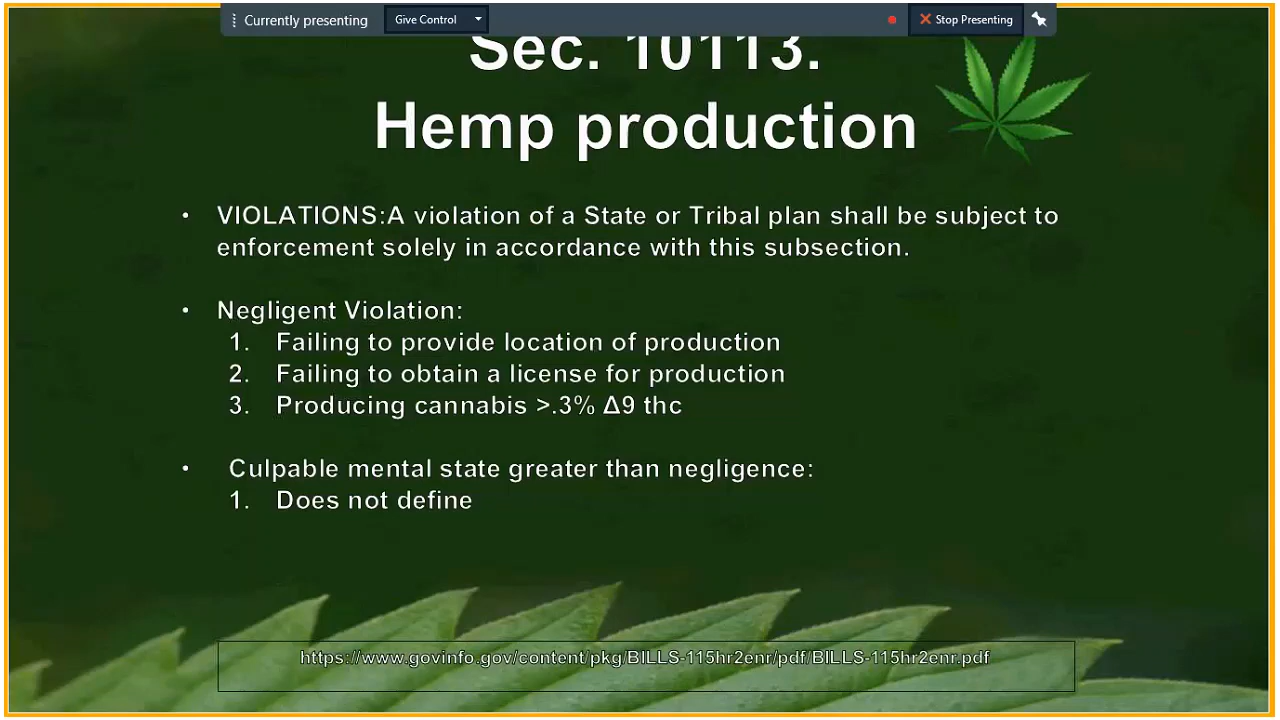 Currently presenting
Give Control
Stop Presenting
Sec. 10113.
Hemp production
• VIOLATIONS:A violation of a State or Tribal plan shall be subject to
enforcement solely in accordance with this subsection.
• Negligent Violation:
1. Failing to provide location of production
2. Failing to obtain a license for production
3. Producing cannabis >.3% Δ9 thc
• Culpable mental state greater than negligence:
1. Does not define
https://www.govinfo.gov/content/pkg/BILLS-115hr2enr/pdf/BILLS-115hr2enr.pdf